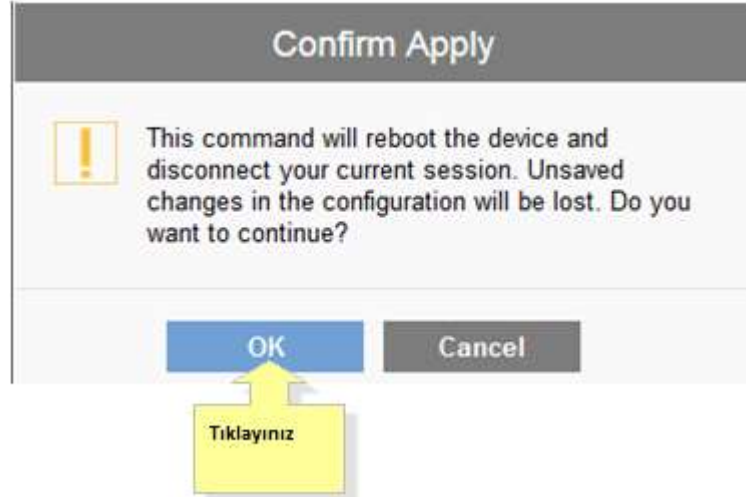 Confirm Apply
This command will reboot the device and
disconnect your current session. Unsaved
changes in the configuration will be lost. Do you
want to continue?
OK
Cancel
Tıklayınız